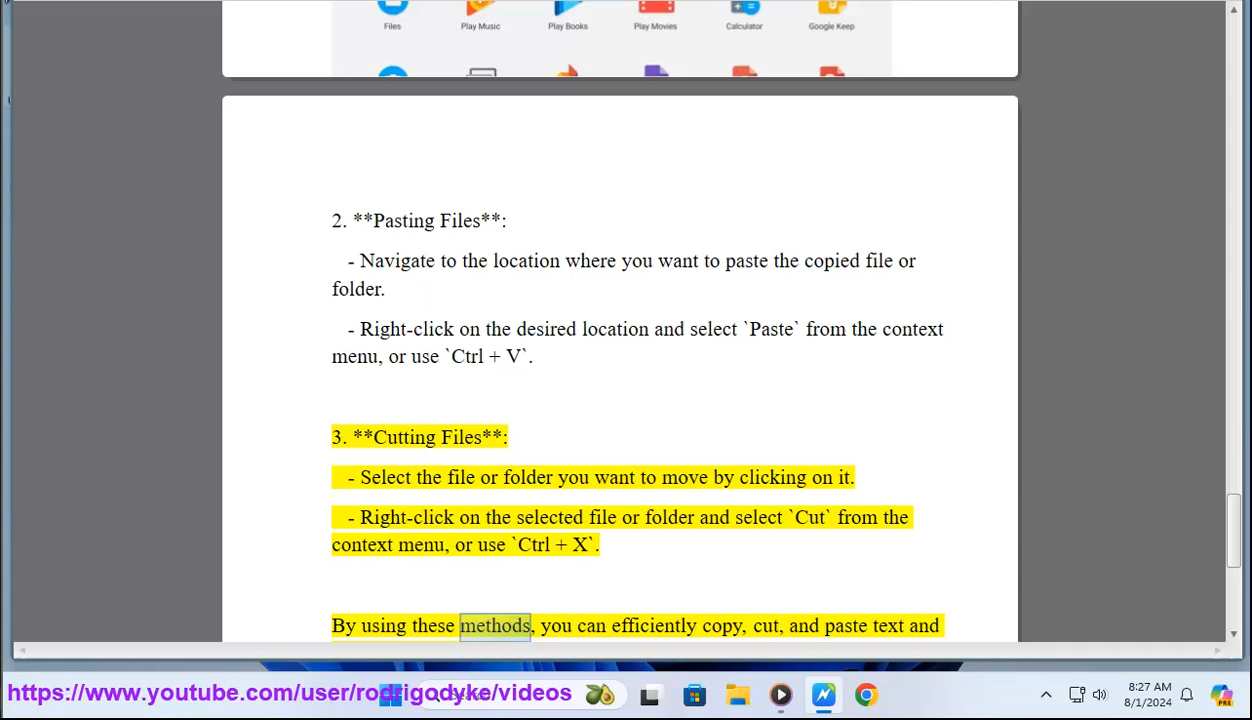 Files Play Music Play Books Play Movies Calculator Google Keep
2. **Pasting Files**:
- Navigate to the location where you want to paste the copied file or
folder.
- Right-click on the desired location and select `Paste` from the context
menu, or use `Ctrl + V`.
3. **Cutting Files**:
- Select the file or folder you want to move by clicking on it.
- Right-click on the selected file or folder and select `Cut` from the
context menu, or use `Ctrl + X`.
By using these methods, you can efficiently copy, cut, and paste text and
https://www.youtube.com/user/rodrigodyke/videos
8:27 AM
8/1/2024
PRE